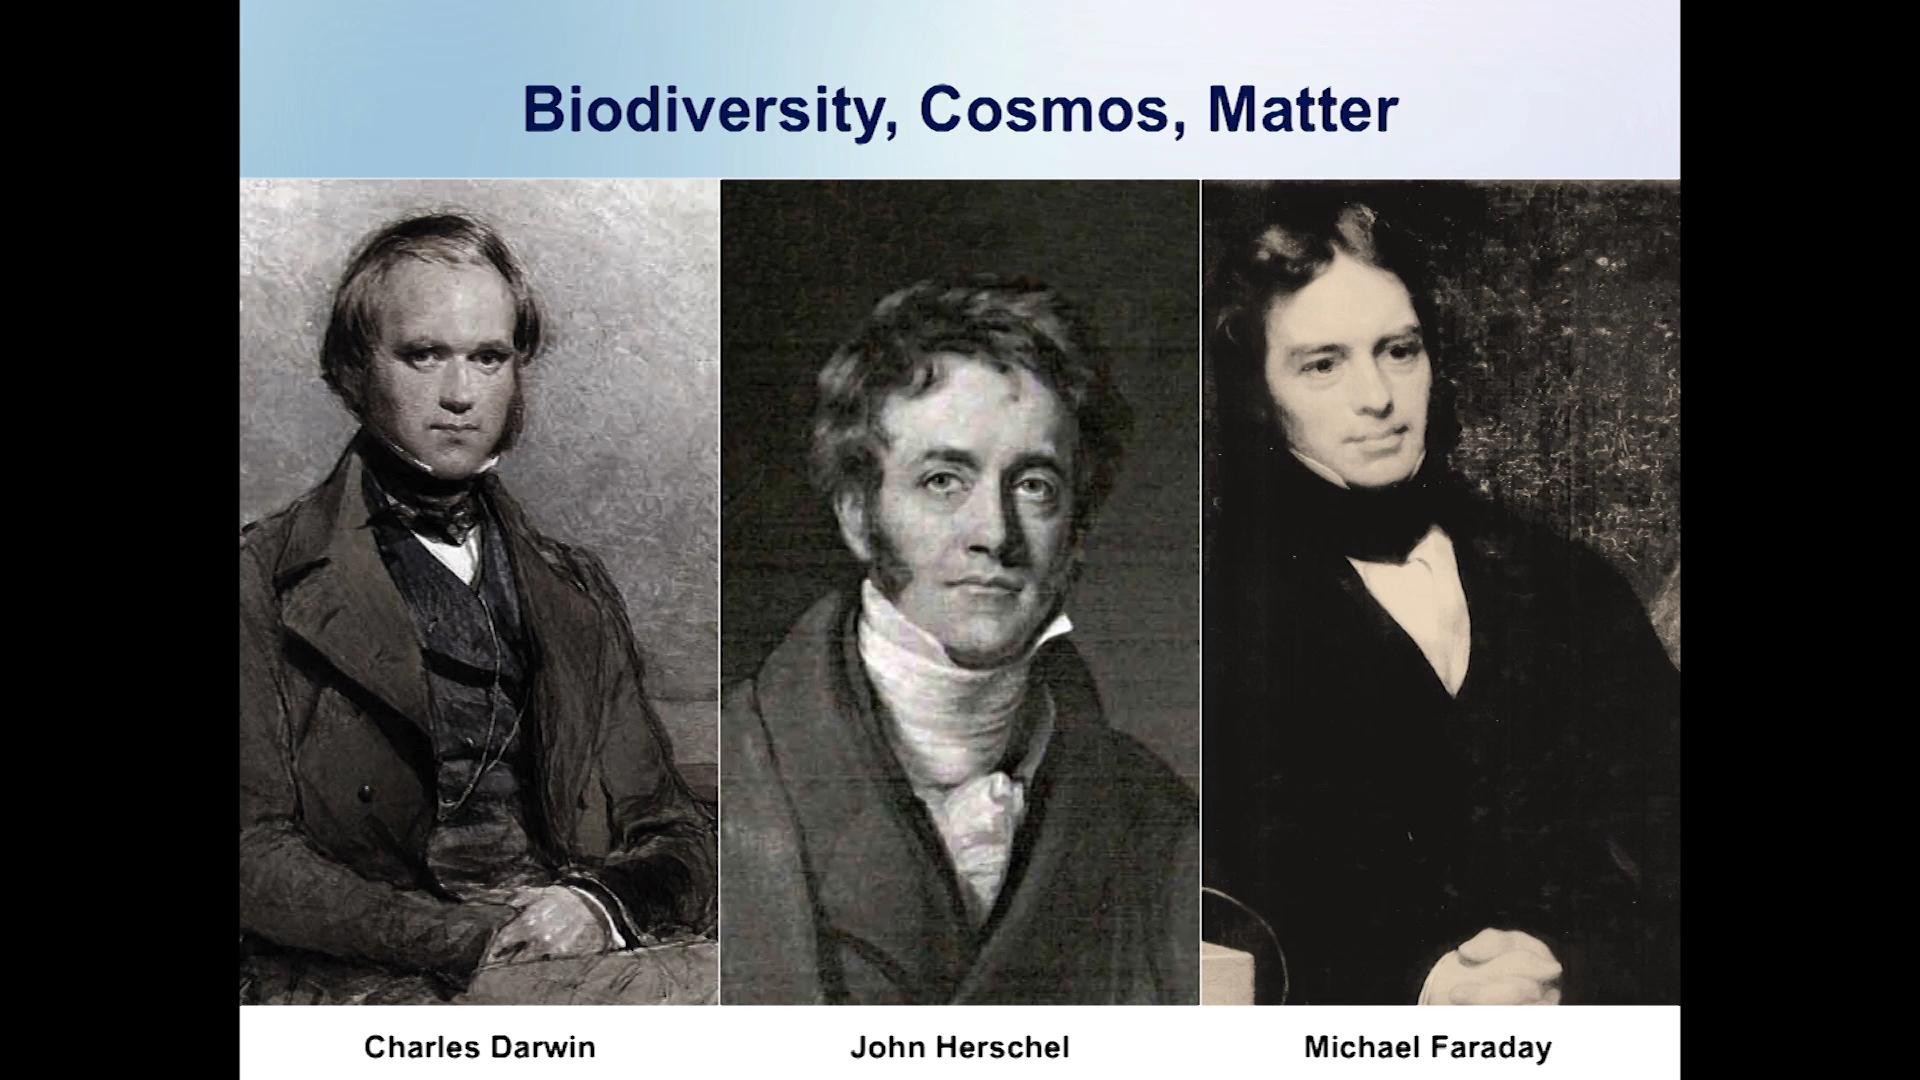 Biodiversity, Cosmos, Matter
Charles Darwin
John Herschel
Michael Faraday